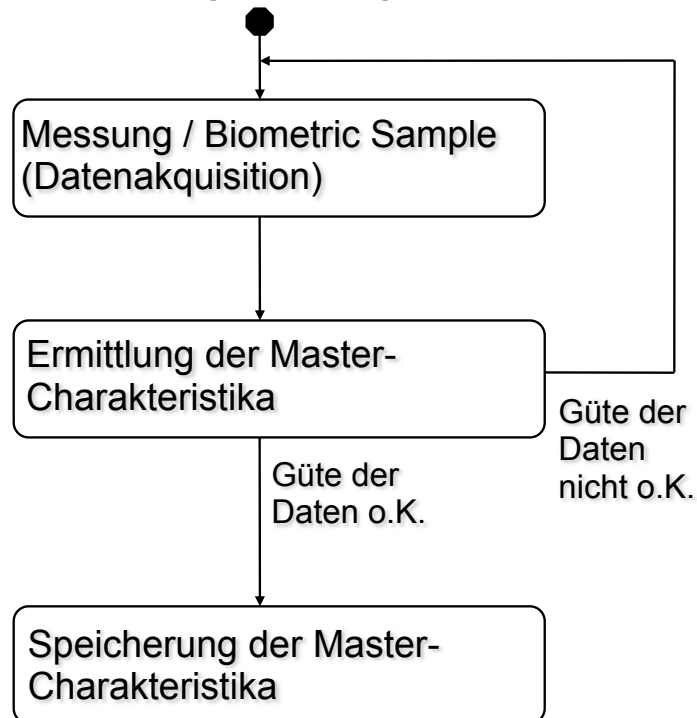 Messung / Biometric Sample
(Datenakquisition)
Ermittlung der Master-
Charakteristika
Güte der
Daten
nicht o.K.
Güte der
Daten o.K.
Speicherung der Master-
Charakteristika